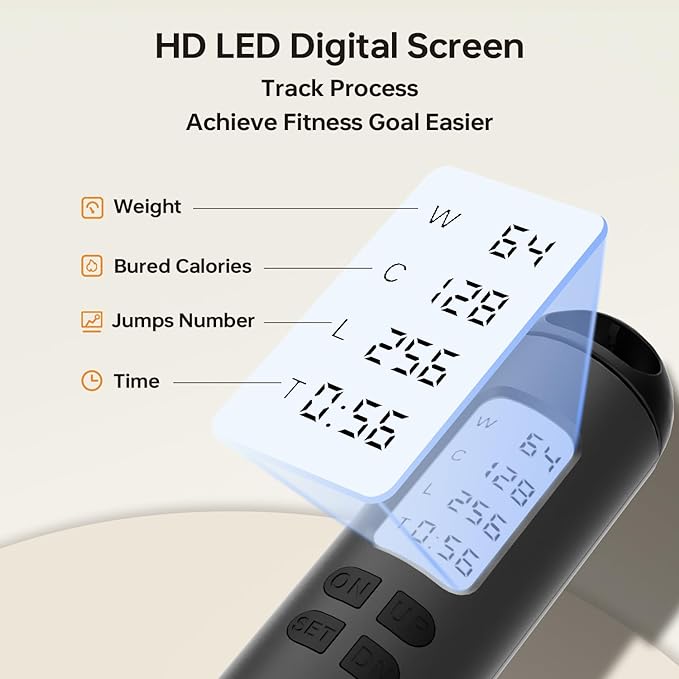 HD LED Digital Screen
Track Process
Achieve Fitness Goal Easier
Weight
W 64
Bured Calories
C 128
Jumps Number
L 256
Time
T 0:56
W 64
C 128
L 256
T 0:56
ON UP
SET